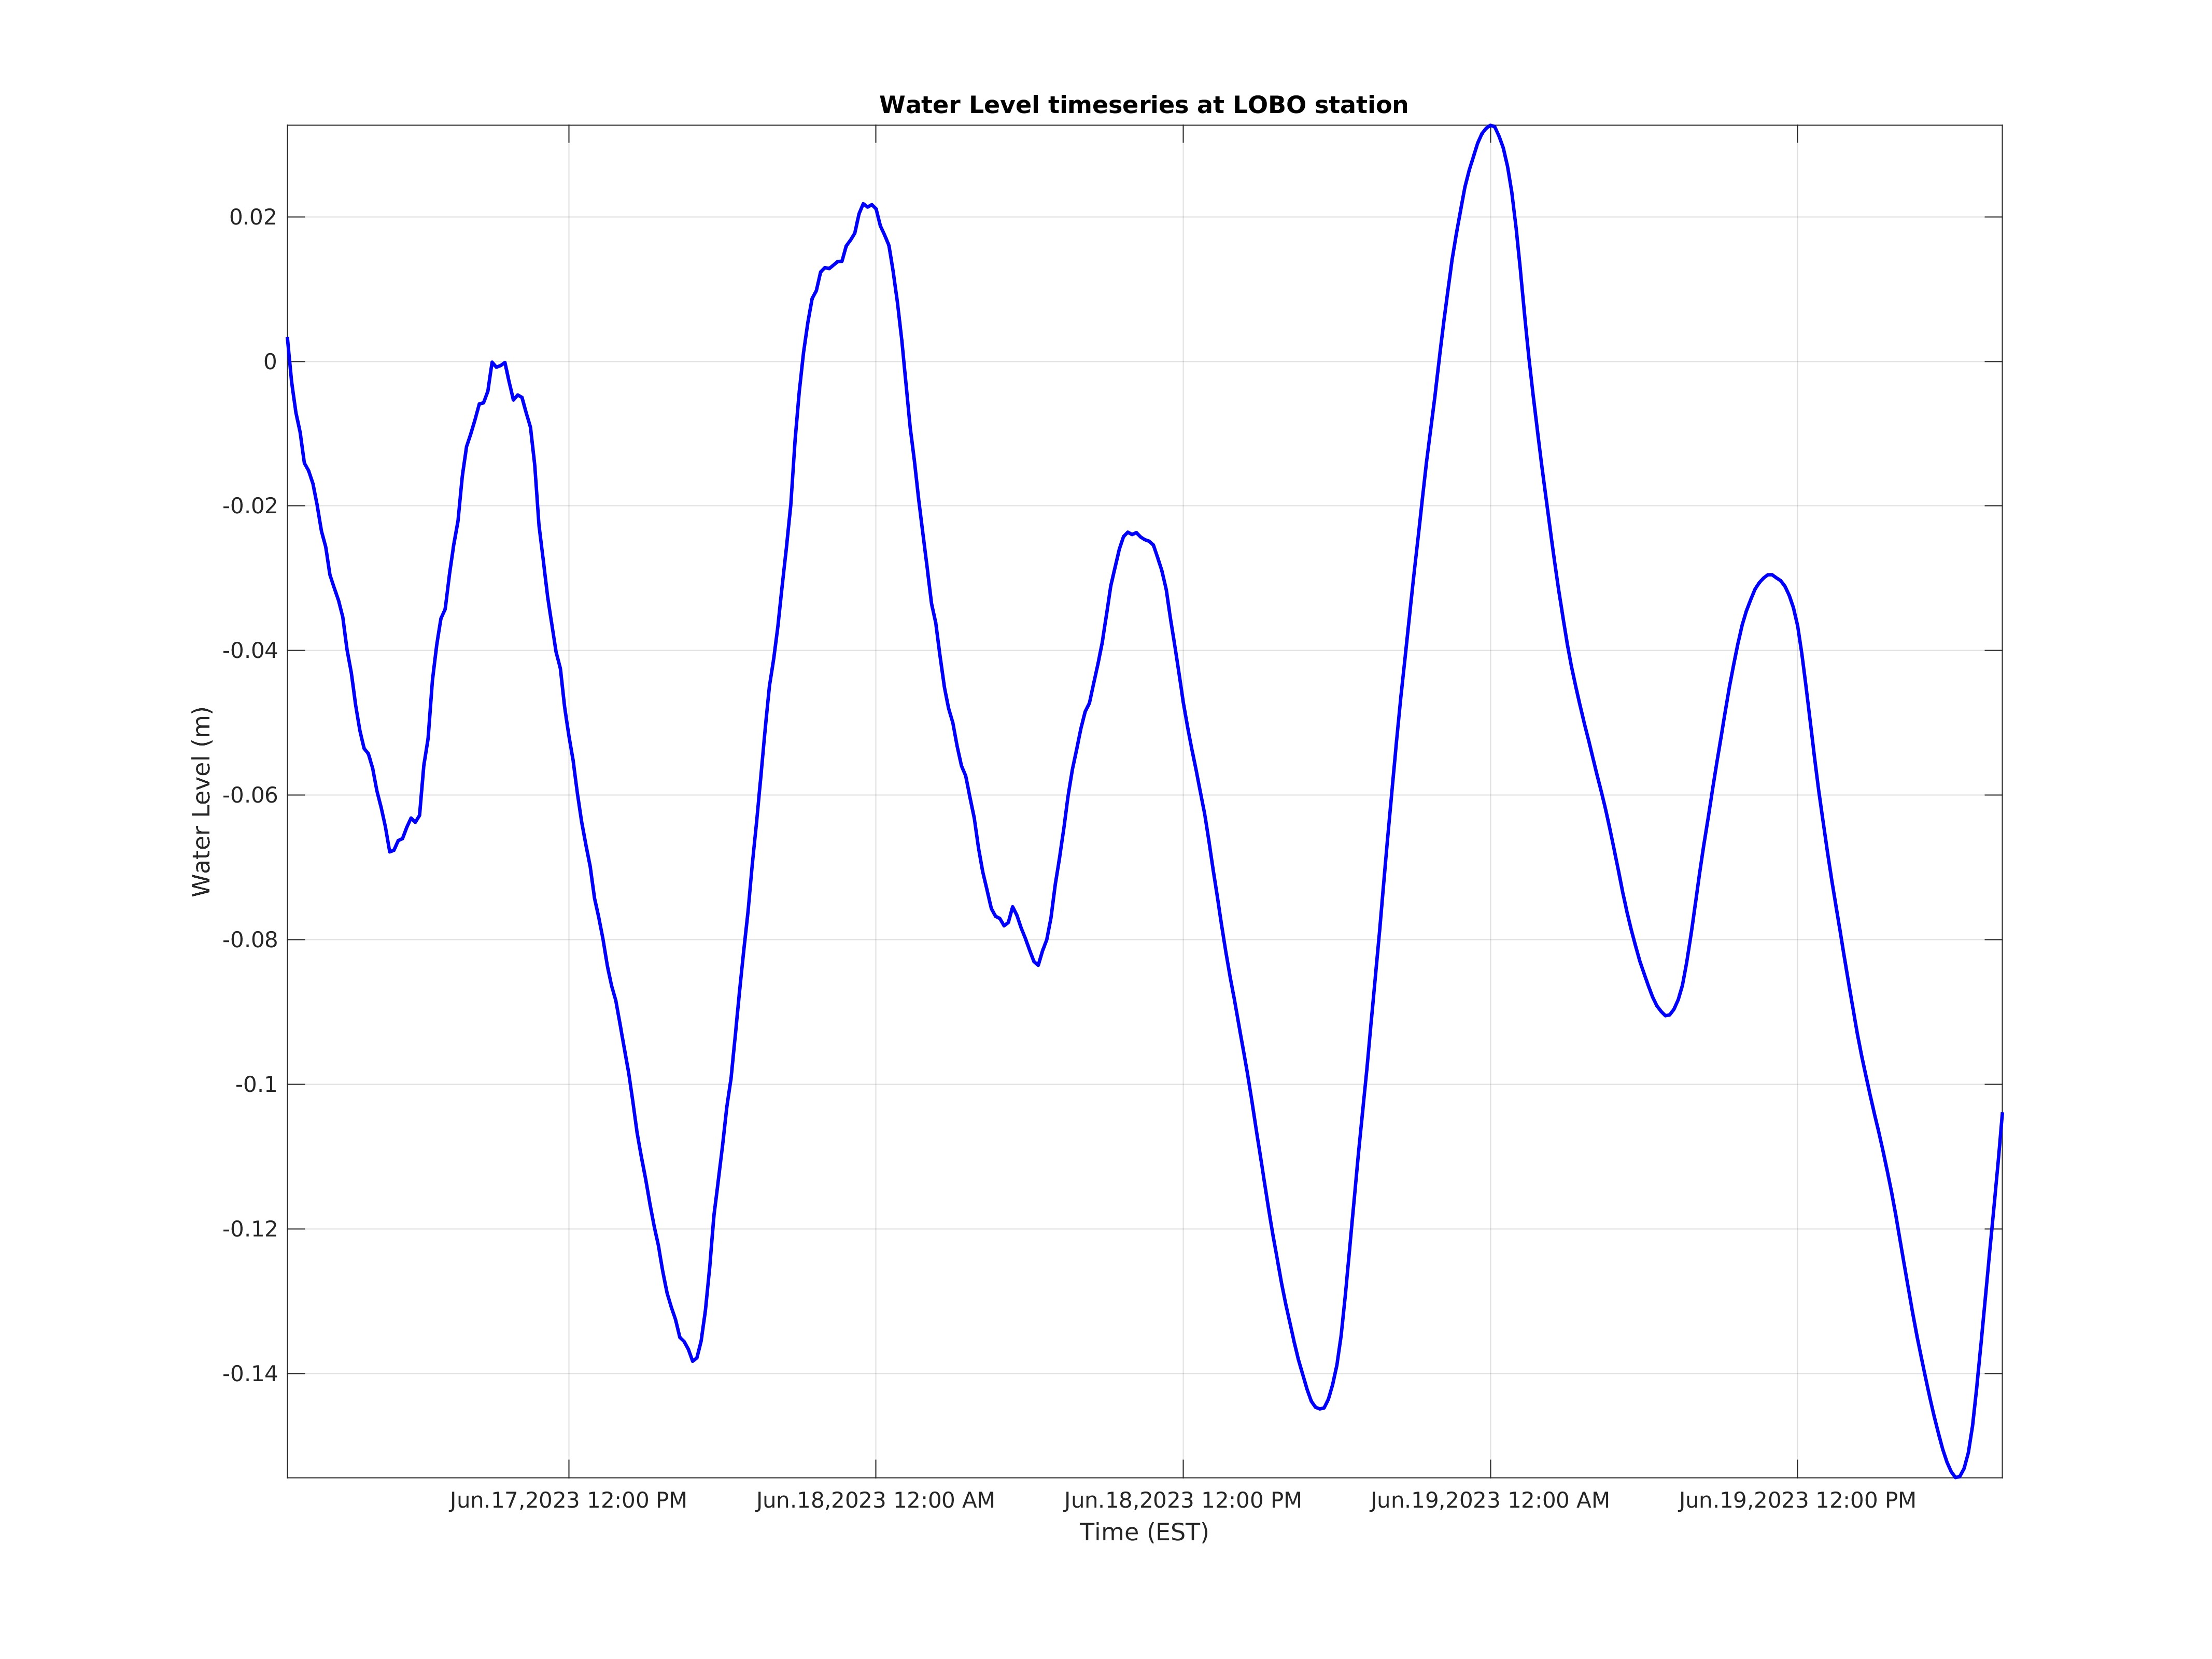 Water Level timeseries at LOBO station
0.02
0
-0.02
-0.04
-0.06
-0.08
-0.1
-0.12
-0.14
Water Level (m)
Jun.17,2023 12:00 PM
Jun.18,2023 12:00 AM
Jun.18,2023 12:00 PM
Jun.19,2023 12:00 AM
Jun.19,2023 12:00 PM
Time (EST)